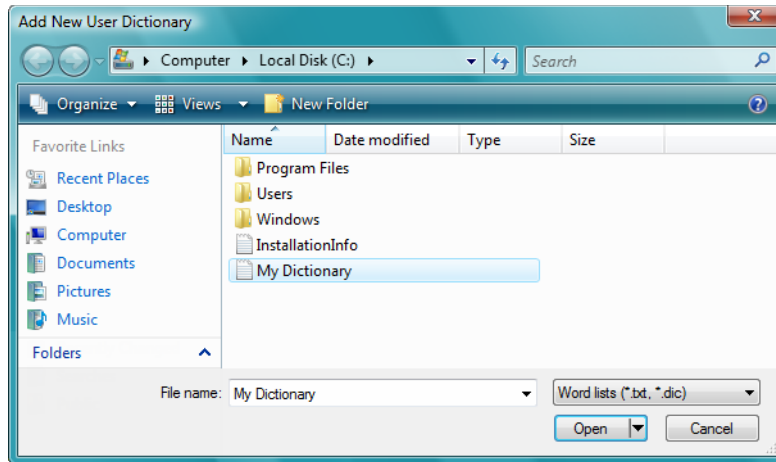 Add New User Dictionary
Computer Local Disk (C:) Search
Organize Views New Folder
Favorite Links
Recent Places
Desktop
Computer
Documents
Pictures
Music
Folders
Name Date modified Type Size
Program Files
Users
Windows
InstallationInfo
My Dictionary
File name: My Dictionary Word lists (*.txt, *.dic)
Open Cancel